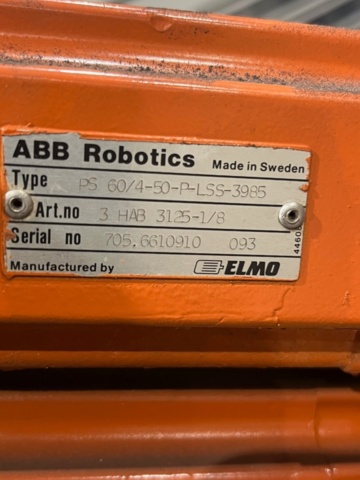 ABB Robotics Made in Sweden
Type PS 60/4-50-P-LSS-3985
Art.no 3 HAB 3125-1/8
Serial no 705.6610910 093
Manufactured by ELMO